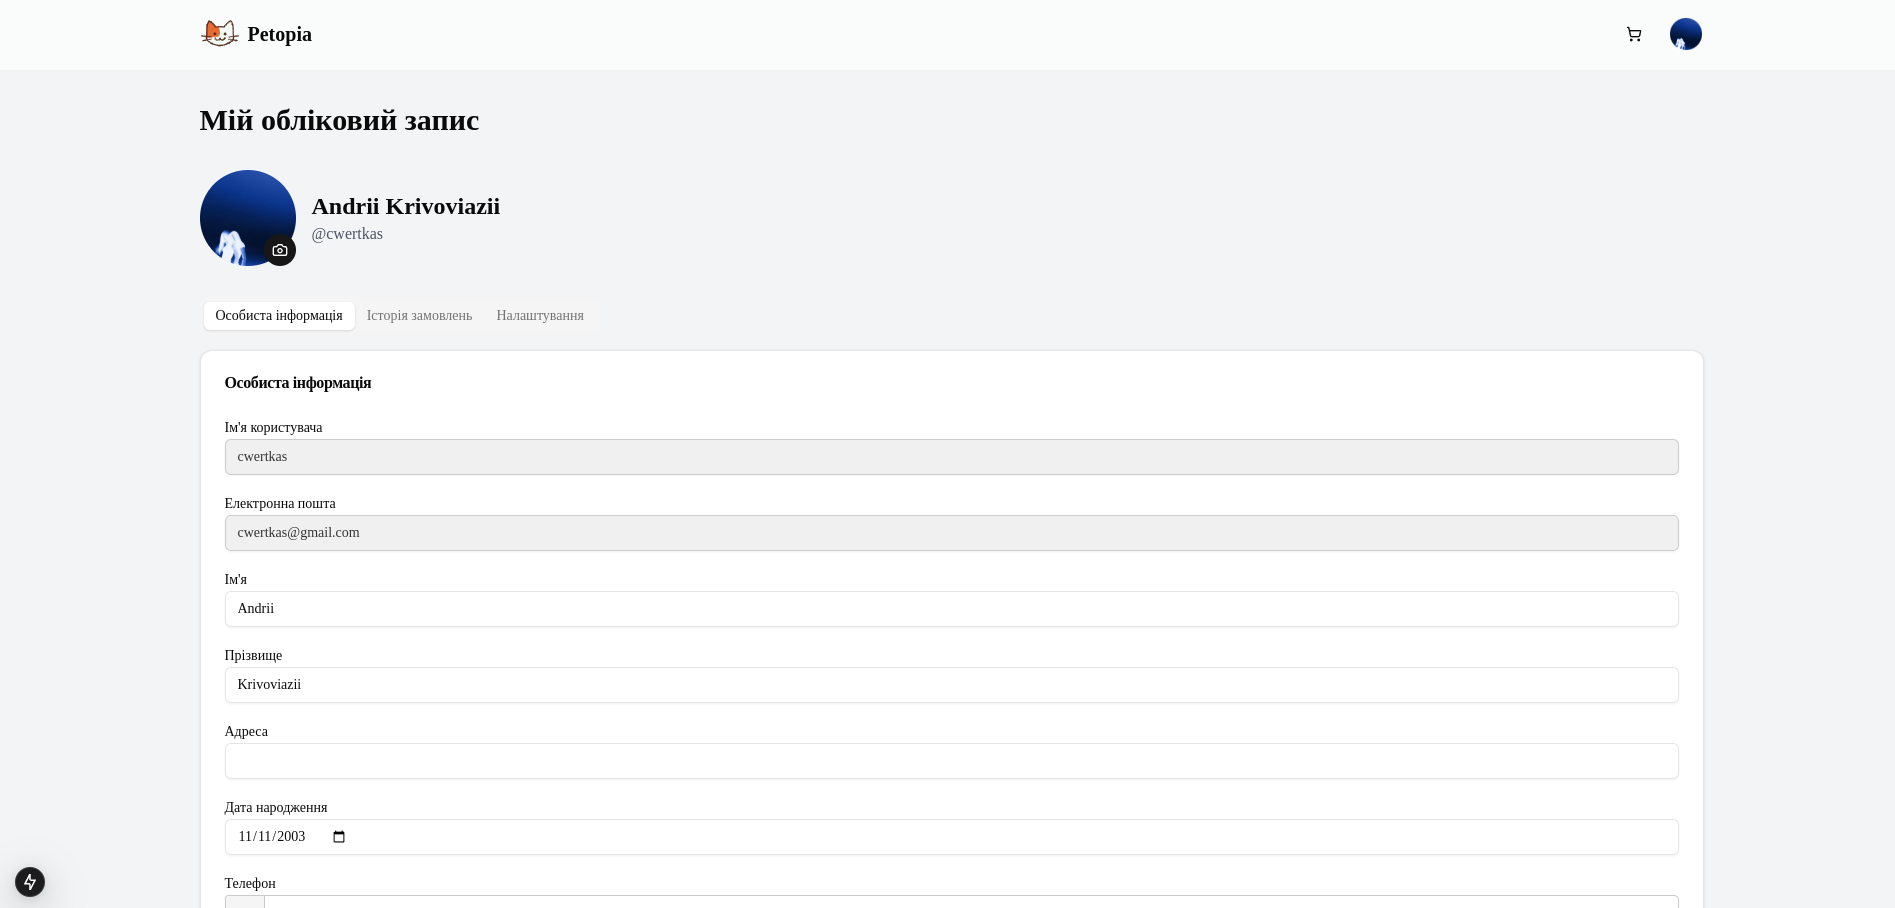 Petopia
Мій обліковий запис
Andrii Krivoviazii
@cwertkas
Особиста інформація Історія замовлень Налаштування
Особиста інформація
Ім'я користувача
cwertkas
Електронна пошта
cwertkas@gmail.com
Ім'я
Andrii
Прізвище
Krivoviazii
Адреса
Дата народження
11/11/2003
Телефон